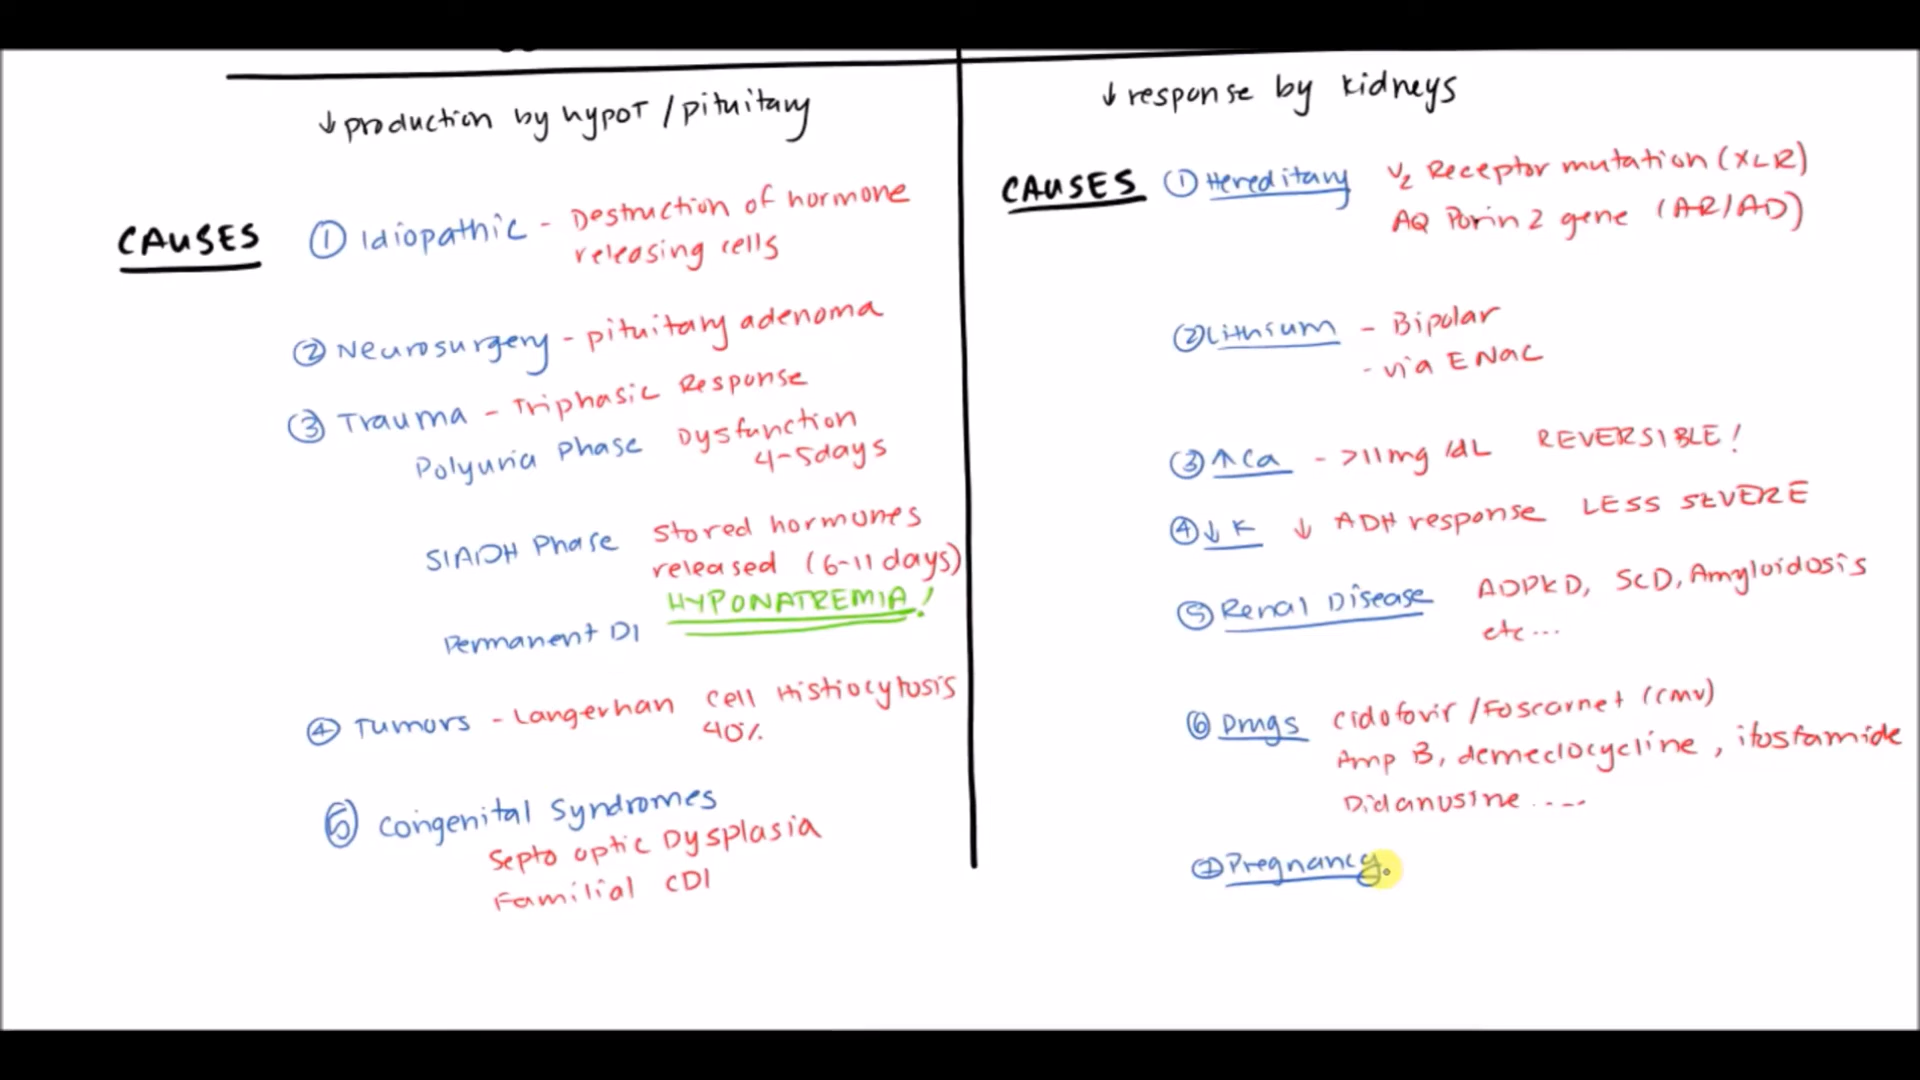 ↓ production by hypoT / pituitary
CAUSES
① Idiopathic - Destruction of hormone
releasing cells
② Neurosurgery - pituitary adenoma
③ Trauma - Triphasic Response
Polyuria Phase Dysfunction
4-5days
SIADH Phase stored hormones
released (6-11 days)
HYPONATREMIA!
Permanent DI
④ Tumors - Langerhan cell Histiocytosis
40%
⑤ Congenital Syndromes
Septo optic Dysplasia
Familial CDI
↓ response by kidneys
CAUSES ① Hereditary V2 Receptor mutation (XLR)
AQ Porin 2 gene (AR/AD)
② Lithium - Bipolar
- via ENaC
③ ↑ Ca - >11mg/dL REVERSIBLE!
④ ↓ K ↓ ADH response LESS SEVERE
⑤ Renal Disease ADPKD, SCD, Amyloidosis
etc...
⑥ Drugs Cidofovir / Foscarnet (CMV)
Amp B, demeclocycline, ifosfamide
Didanusine .....
⑦ Pregnancy